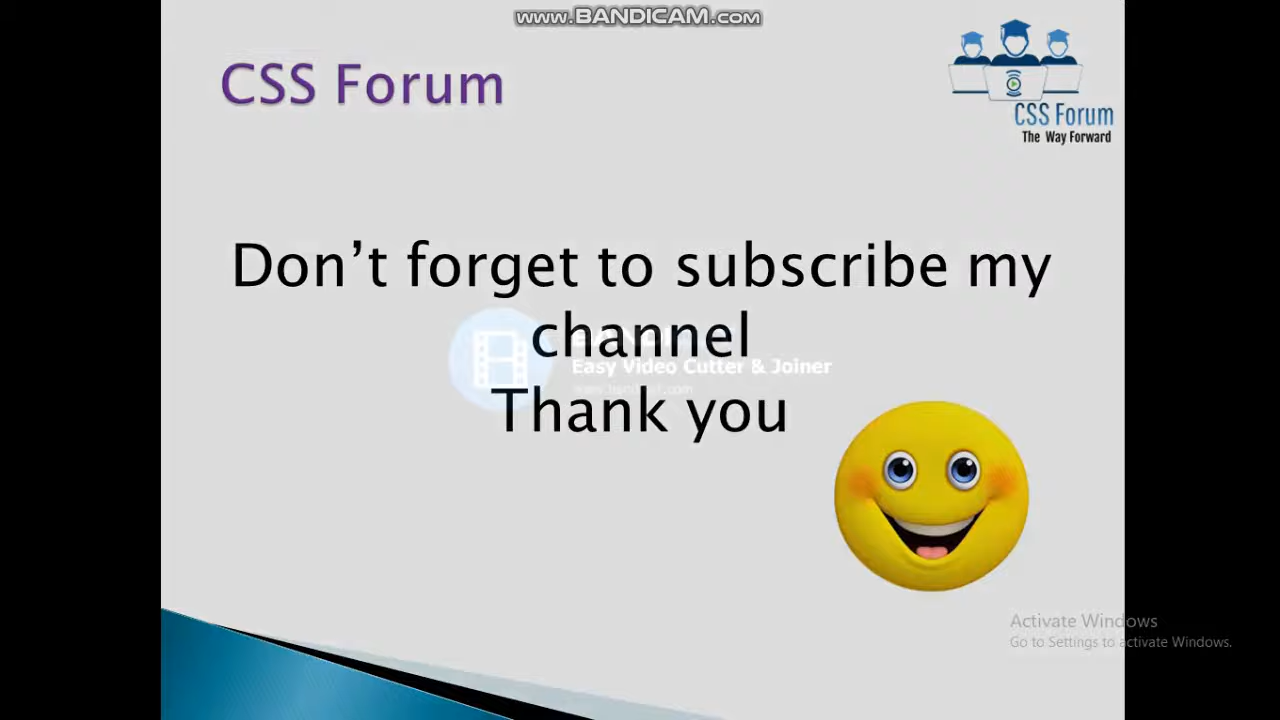 www.BANDICAM.com
CSS Forum
CSS Forum
The Way Forward
Don’t forget to subscribe my
channel
Easy Video Cutter & Joiner
Thank you
Activate Windows
Go to Settings to activate Windows.